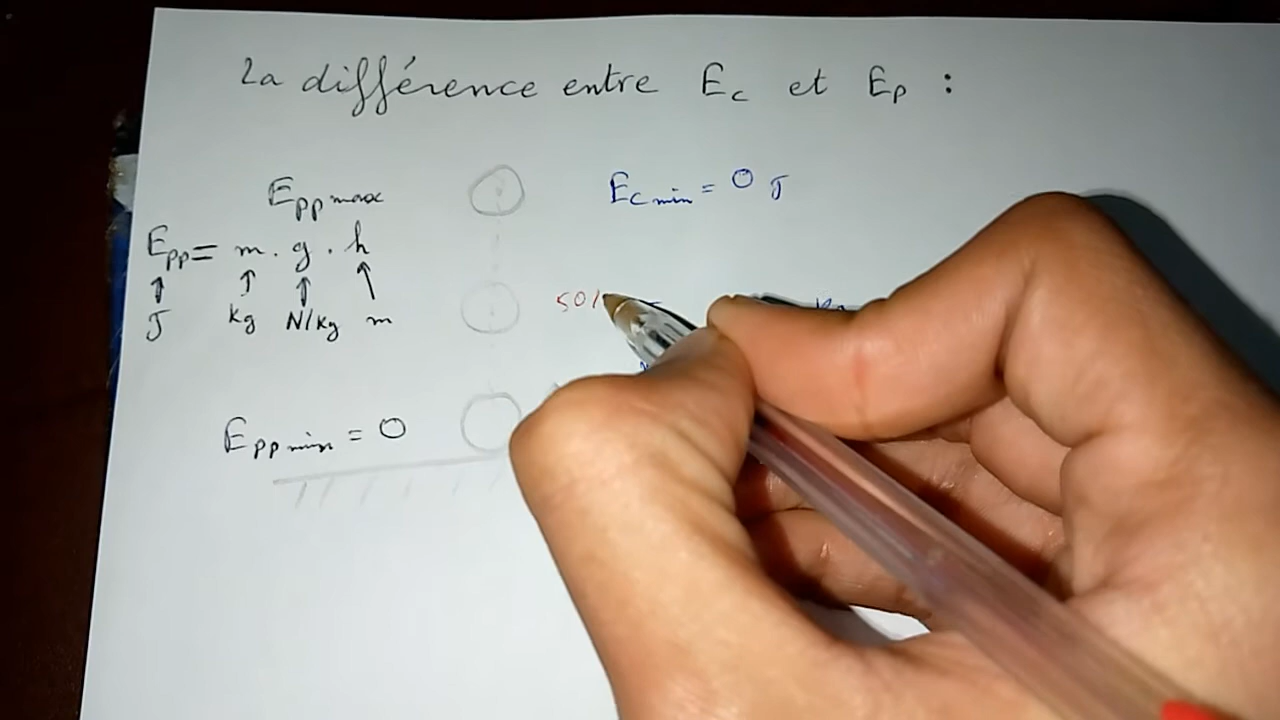 La différence entre Ec et Ep :
Epp max
Ec min = 0 J
Epp = m . g . h
↑ ↑ ↑ ↑
J kg N/kg m
50%
Epp min = 0